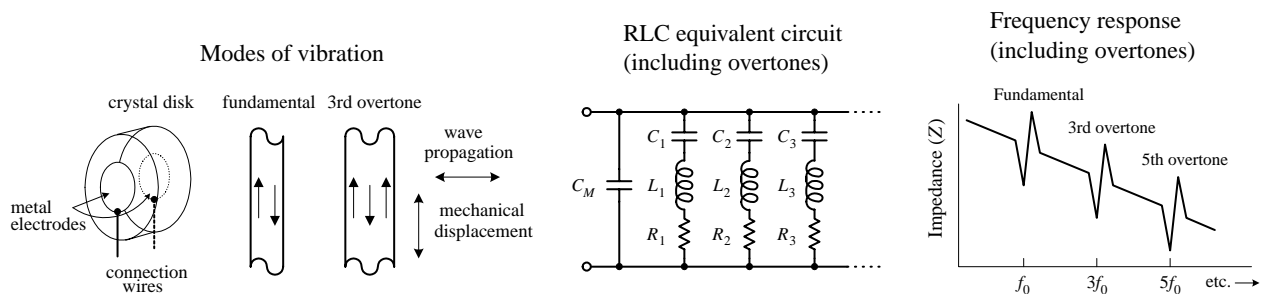 Modes of vibration
crystal disk
fundamental
3rd overtone
metal
electrodes
connection
wires
wave
propagation
mechanical
displacement
RLC equivalent circuit
(including overtones)
C_M
C_1
C_2
C_3
L_1
L_2
L_3
R_1
R_2
R_3
Frequency response
(including overtones)
Impedance (Z)
Fundamental
3rd overtone
5th overtone
f_0
3f_0
5f_0
etc.